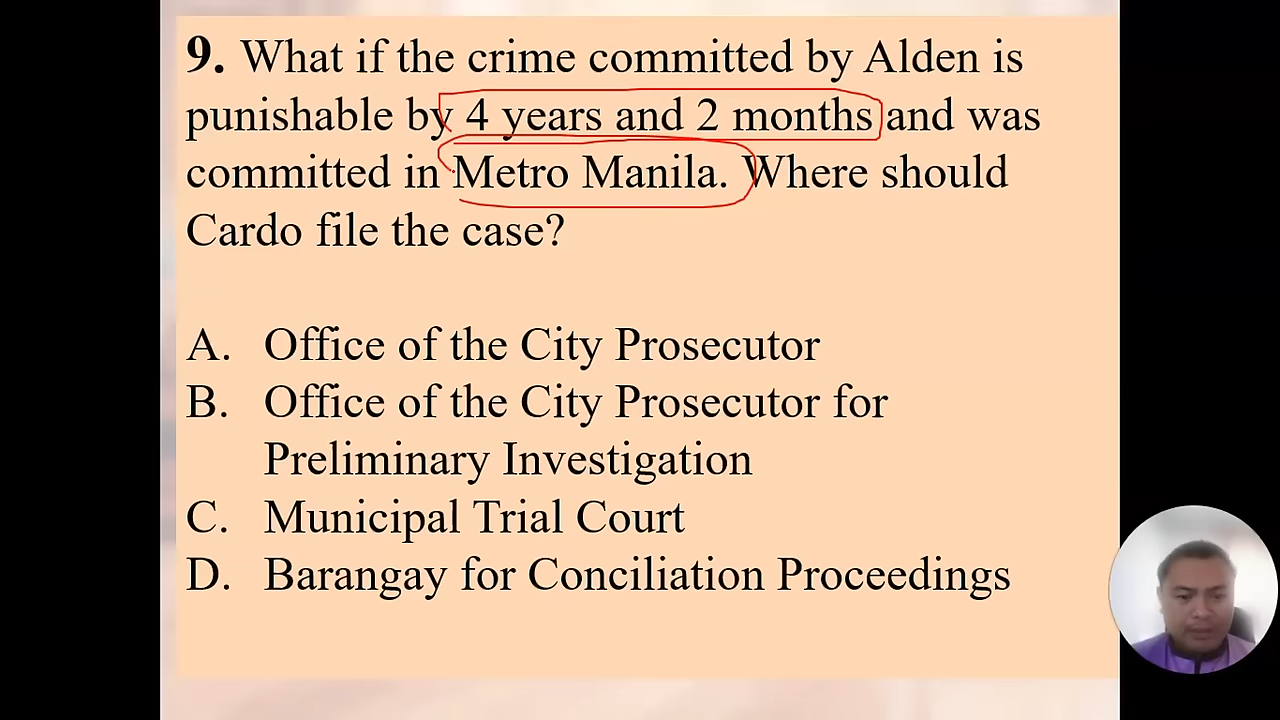 9. What if the crime committed by Alden is
punishable by 4 years and 2 months and was
committed in Metro Manila. Where should
Cardo file the case?
A. Office of the City Prosecutor
B. Office of the City Prosecutor for
Preliminary Investigation
C. Municipal Trial Court
D. Barangay for Conciliation Proceedings